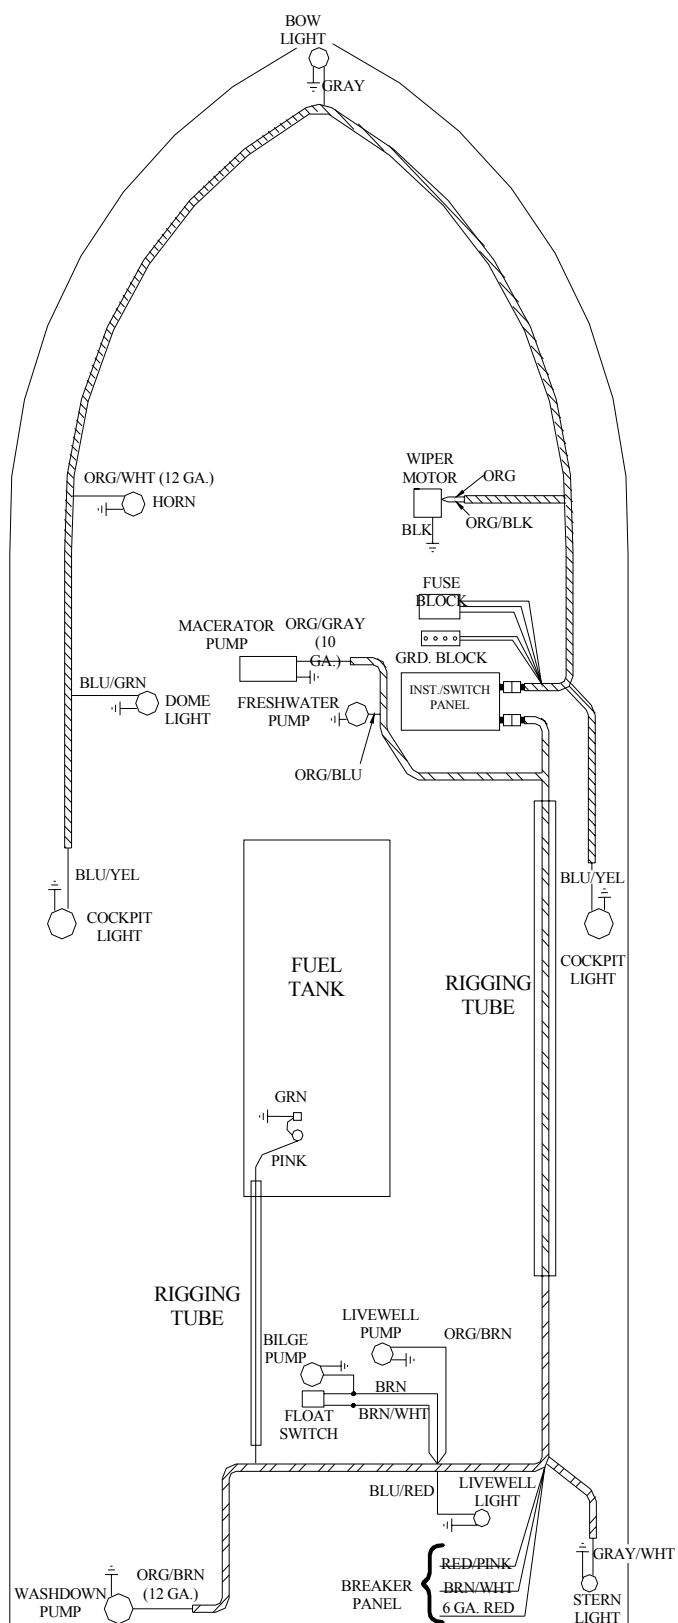 BOW
LIGHT
GRAY
ORG/WHT (12 GA.)
HORN
WIPER
MOTOR
ORG
ORG/BLK
BLK
FUSE
BLOCK
GRD. BLOCK
MACERATOR
PUMP
ORG/GRAY
(10
GA.)
INST./SWITCH
PANEL
BLU/GRN
DOME
LIGHT
FRESHWATER
PUMP
ORG/BLU
BLU/YEL
COCKPIT
LIGHT
BLU/YEL
COCKPIT
LIGHT
FUEL
TANK
RIGGING
TUBE
GRN
PINK
RIGGING
TUBE
LIVEWELL
PUMP
ORG/BRN
BILGE
PUMP
BRN
BRN/WHT
FLOAT
SWITCH
BLU/RED
LIVEWELL
LIGHT
GRAY/WHT
STERN
LIGHT
RED/PINK
BRN/WHT
6 GA. RED
BREAKER
PANEL
ORG/BRN
(12 GA.)
WASHDOWN
PUMP